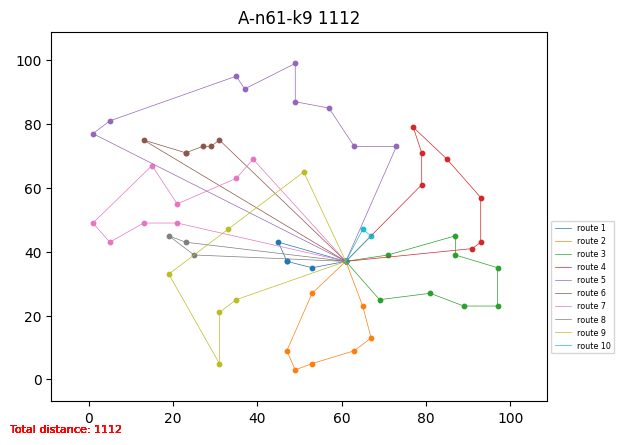 A-n61-k9 1112
100
80
60
40
20
0
0 20 40 60 80 100
route 1
route 2
route 3
route 4
route 5
route 6
route 7
route 8
route 9
route 10
Total distance: 1112